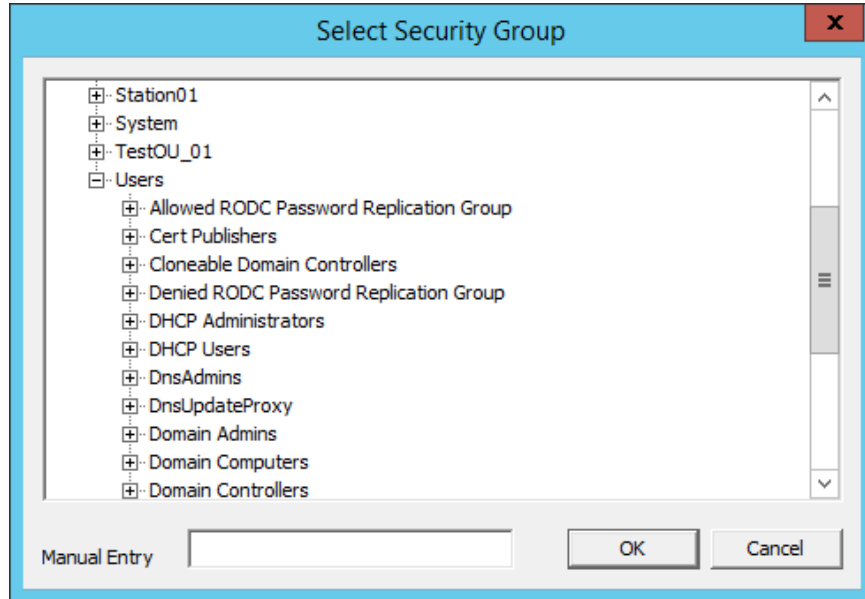 Select Security Group
x
Station01
System
TestOU_01
Users
Allowed RODC Password Replication Group
Cert Publishers
Cloneable Domain Controllers
Denied RODC Password Replication Group
DHCP Administrators
DHCP Users
DnsAdmins
DnsUpdateProxy
Domain Admins
Domain Computers
Domain Controllers
Manual Entry OK Cancel